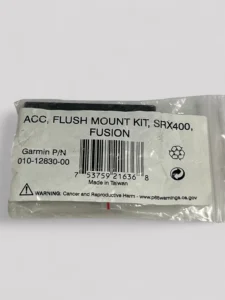 ACC, FLUSH MOUNT KIT, SRX400,
FUSION
Garmin P/N
010-12830-00
7 53759 21636 8
Made in Taiwan
WARNING: Cancer and Reproductive Harm - www.p65warnings.ca.gov